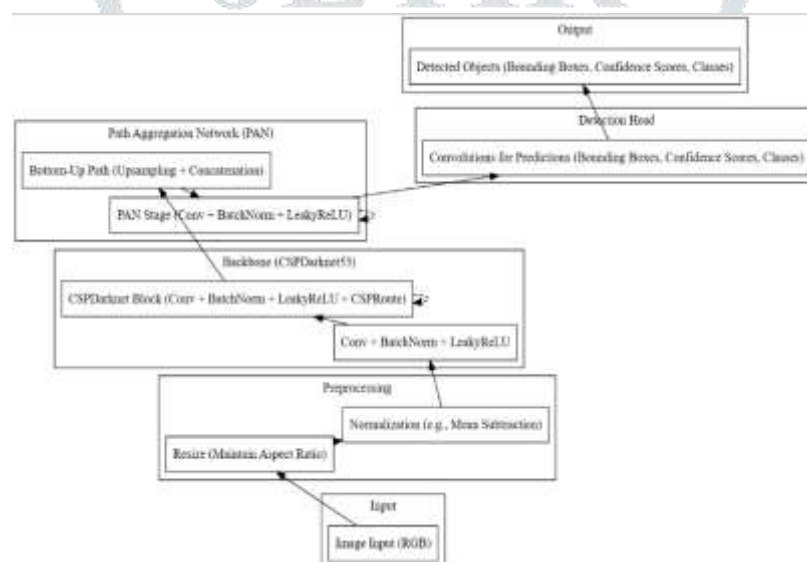 Output
Detected Objects (Bounding Boxes, Confidence Scores, Classes)
Detection Head
Convolutions for Predictions (Bounding Boxes, Confidence Scores, Classes)
Path Aggregation Network (PAN)
Bottom-Up Path (Upsampling + Concatenation)
PAN Stage (Conv + BatchNorm + LeakyReLU)
Backbone (CSPDarknet53)
CSPDarknet Block (Conv + BatchNorm + LeakyReLU + CSPRoute)
Conv + BatchNorm + LeakyReLU
Preprocessing
Normalization (e.g., Mean Subtraction)
Resize (Maintain Aspect Ratio)
Input
Image Input (RGB)